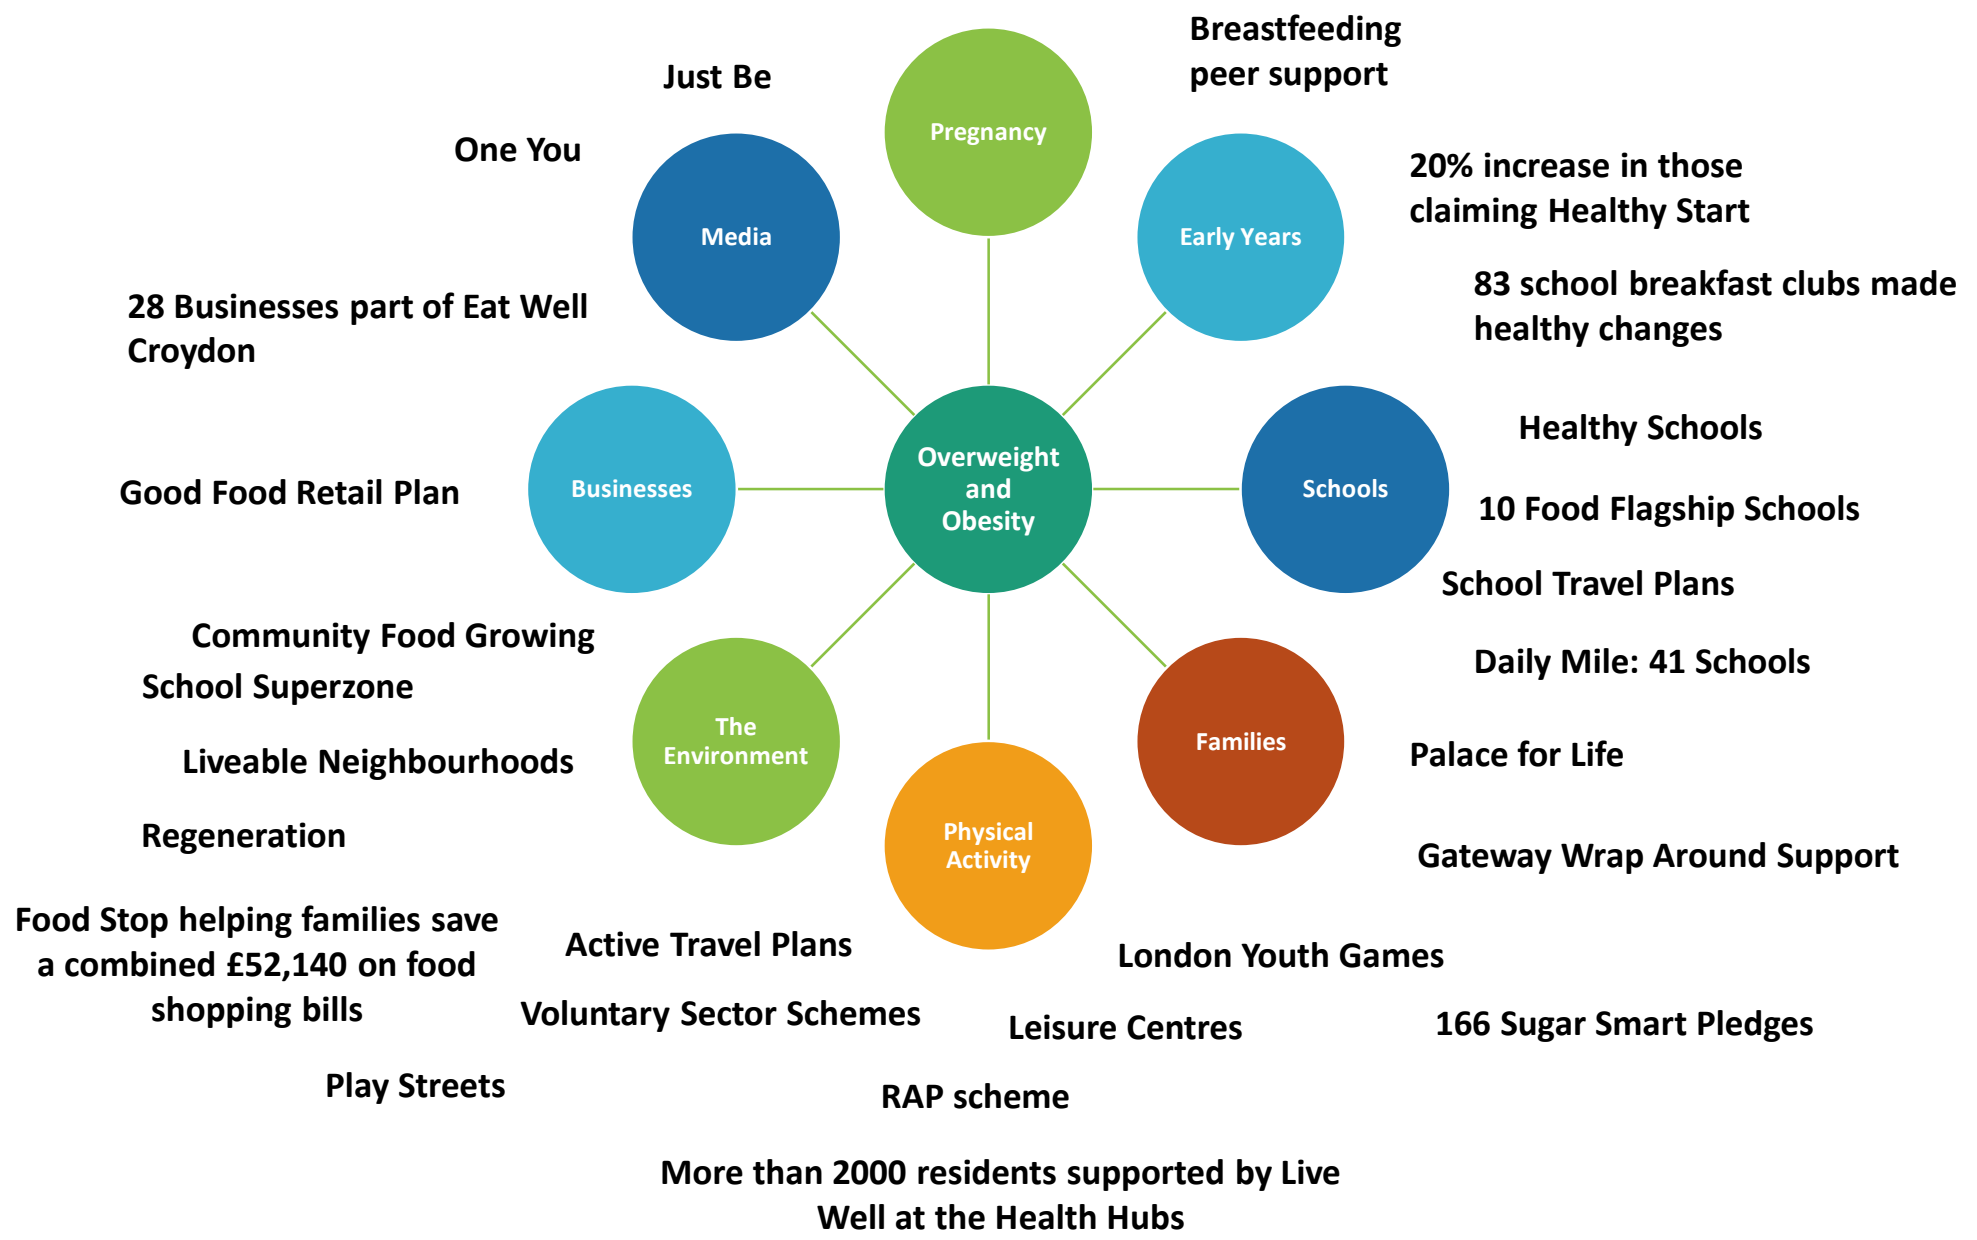 Breastfeeding
peer support
Just Be
Pregnancy
One You
20% increase in those
claiming Healthy Start
Media
Early Years
83 school breakfast clubs made
healthy changes
28 Businesses part of Eat Well
Croydon
Healthy Schools
Overweight
and
Obesity
Good Food Retail Plan
Businesses
Schools
10 Food Flagship Schools
School Travel Plans
Community Food Growing
School Superzone
Daily Mile: 41 Schools
The
Environment
Families
Liveable Neighbourhoods
Palace for Life
Regeneration
Physical
Activity
Gateway Wrap Around Support
Food Stop helping families save
a combined £52,140 on food
shopping bills
Active Travel Plans
London Youth Games
Voluntary Sector Schemes
Leisure Centres
166 Sugar Smart Pledges
Play Streets
RAP scheme
More than 2000 residents supported by Live
Well at the Health Hubs